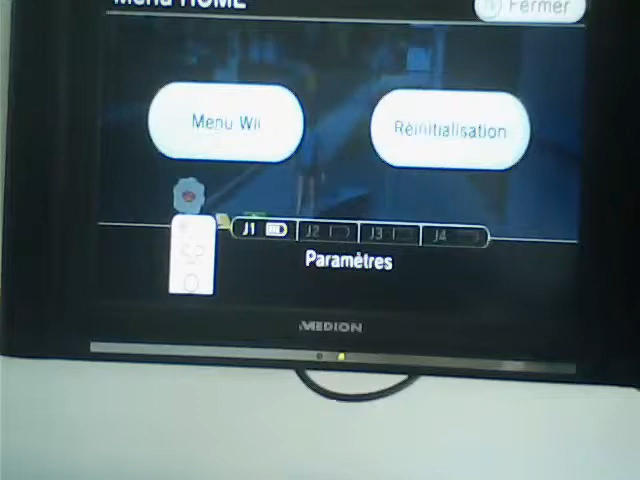 Menu HOME
Fermer
Menu Wii
Réinitialisation
J1 J2 J3 J4
Paramètres
MEDION